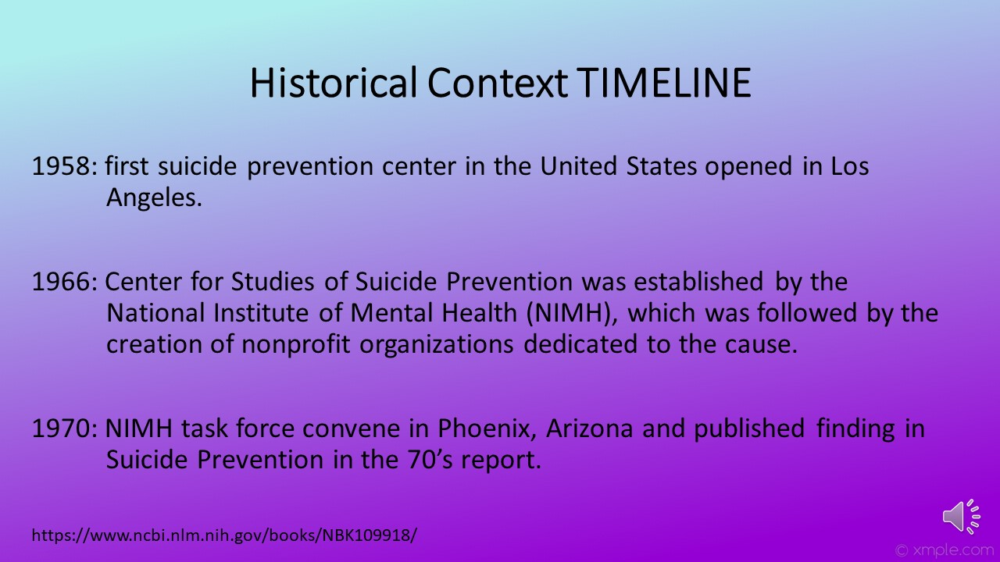 Historical Context TIMELINE
1958: first suicide prevention center in the United States opened in Los
Angeles.
1966: Center for Studies of Suicide Prevention was established by the
National Institute of Mental Health (NIMH), which was followed by the
creation of nonprofit organizations dedicated to the cause.
1970: NIMH task force convene in Phoenix, Arizona and published finding in
Suicide Prevention in the 70’s report.
https://www.ncbi.nlm.nih.gov/books/NBK109918/
© xmple.com